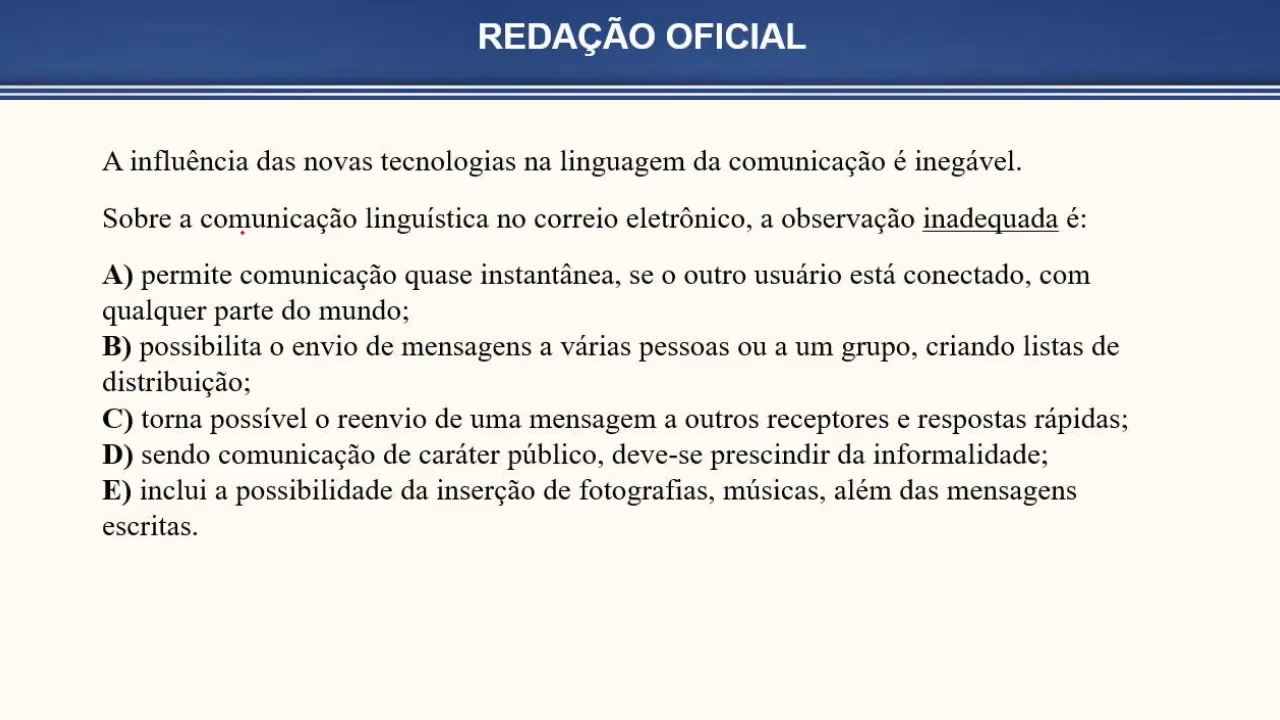 REDAÇÃO OFICIAL
A influência das novas tecnologias na linguagem da comunicação é inegável.
Sobre a comunicação linguística no correio eletrônico, a observação inadequada é:
A) permite comunicação quase instantânea, se o outro usuário está conectado, com
qualquer parte do mundo;
B) possibilita o envio de mensagens a várias pessoas ou a um grupo, criando listas de
distribuição;
C) torna possível o reenvio de uma mensagem a outros receptores e respostas rápidas;
D) sendo comunicação de caráter público, deve-se prescindir da informalidade;
E) inclui a possibilidade da inserção de fotografias, músicas, além das mensagens
escritas.